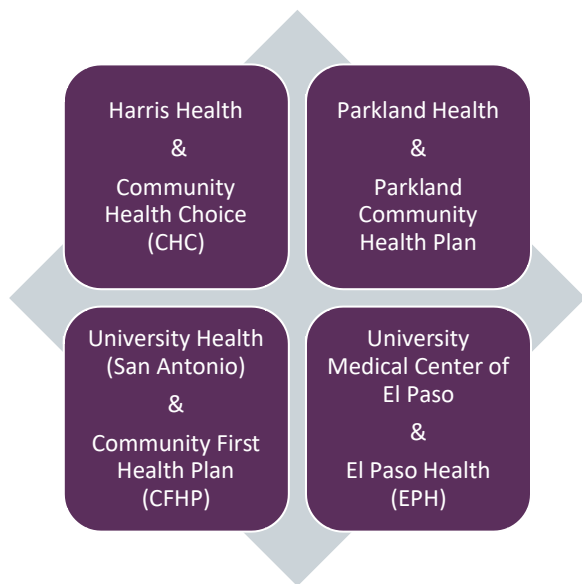 Harris Health
&
Community
Health Choice
(CHC)
Parkland Health
&
Parkland
Community
Health Plan
University Health
(San Antonio)
&
Community First
Health Plan
(CFHP)
University
Medical Center of
El Paso
&
El Paso Health
(EPH)